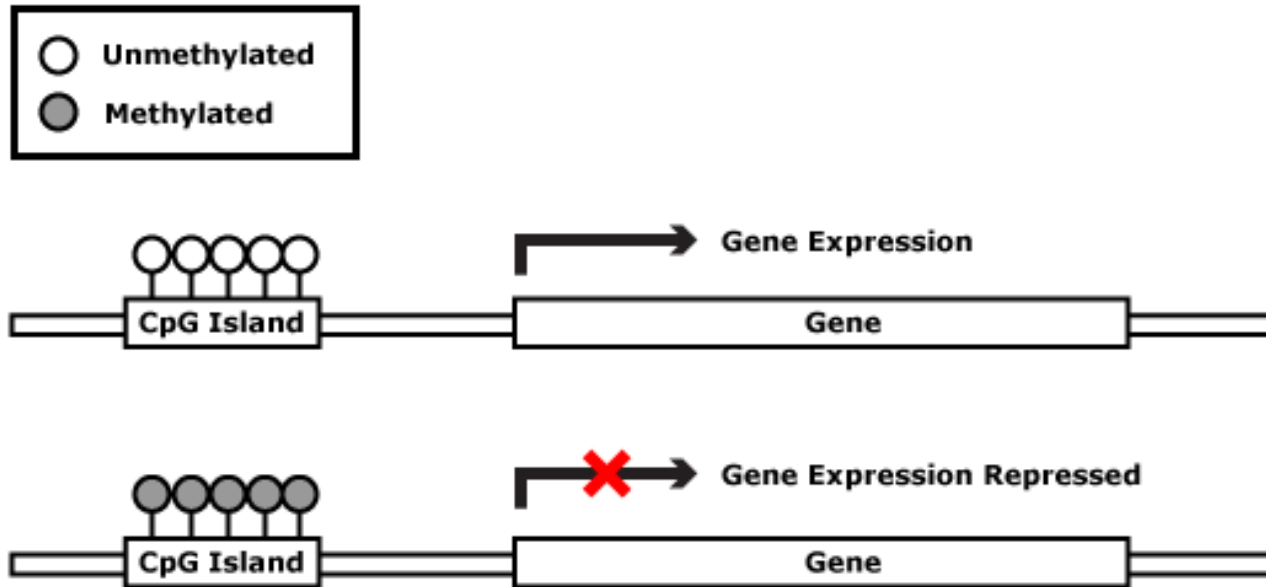 Unmethylated
Methylated
Gene Expression
CpG Island
Gene
Gene Expression Repressed
CpG Island
Gene